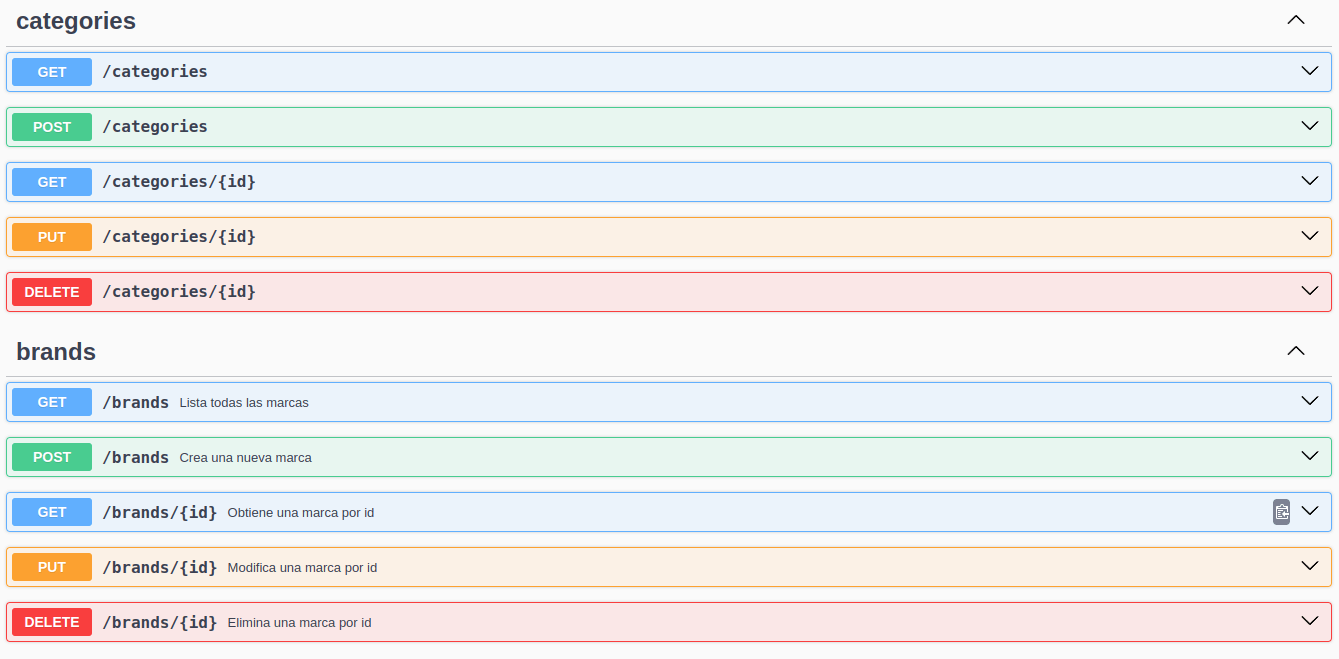 categories
GET /categories
POST /categories
GET /categories/{id}
PUT /categories/{id}
DELETE /categories/{id}
brands
GET /brands Lista todas las marcas
POST /brands Crea una nueva marca
GET /brands/{id} Obtiene una marca por id
PUT /brands/{id} Modifica una marca por id
DELETE /brands/{id} Elimina una marca por id